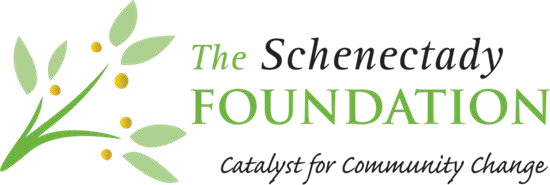 The Schenectady
FOUNDATION
Catalyst for Community Change